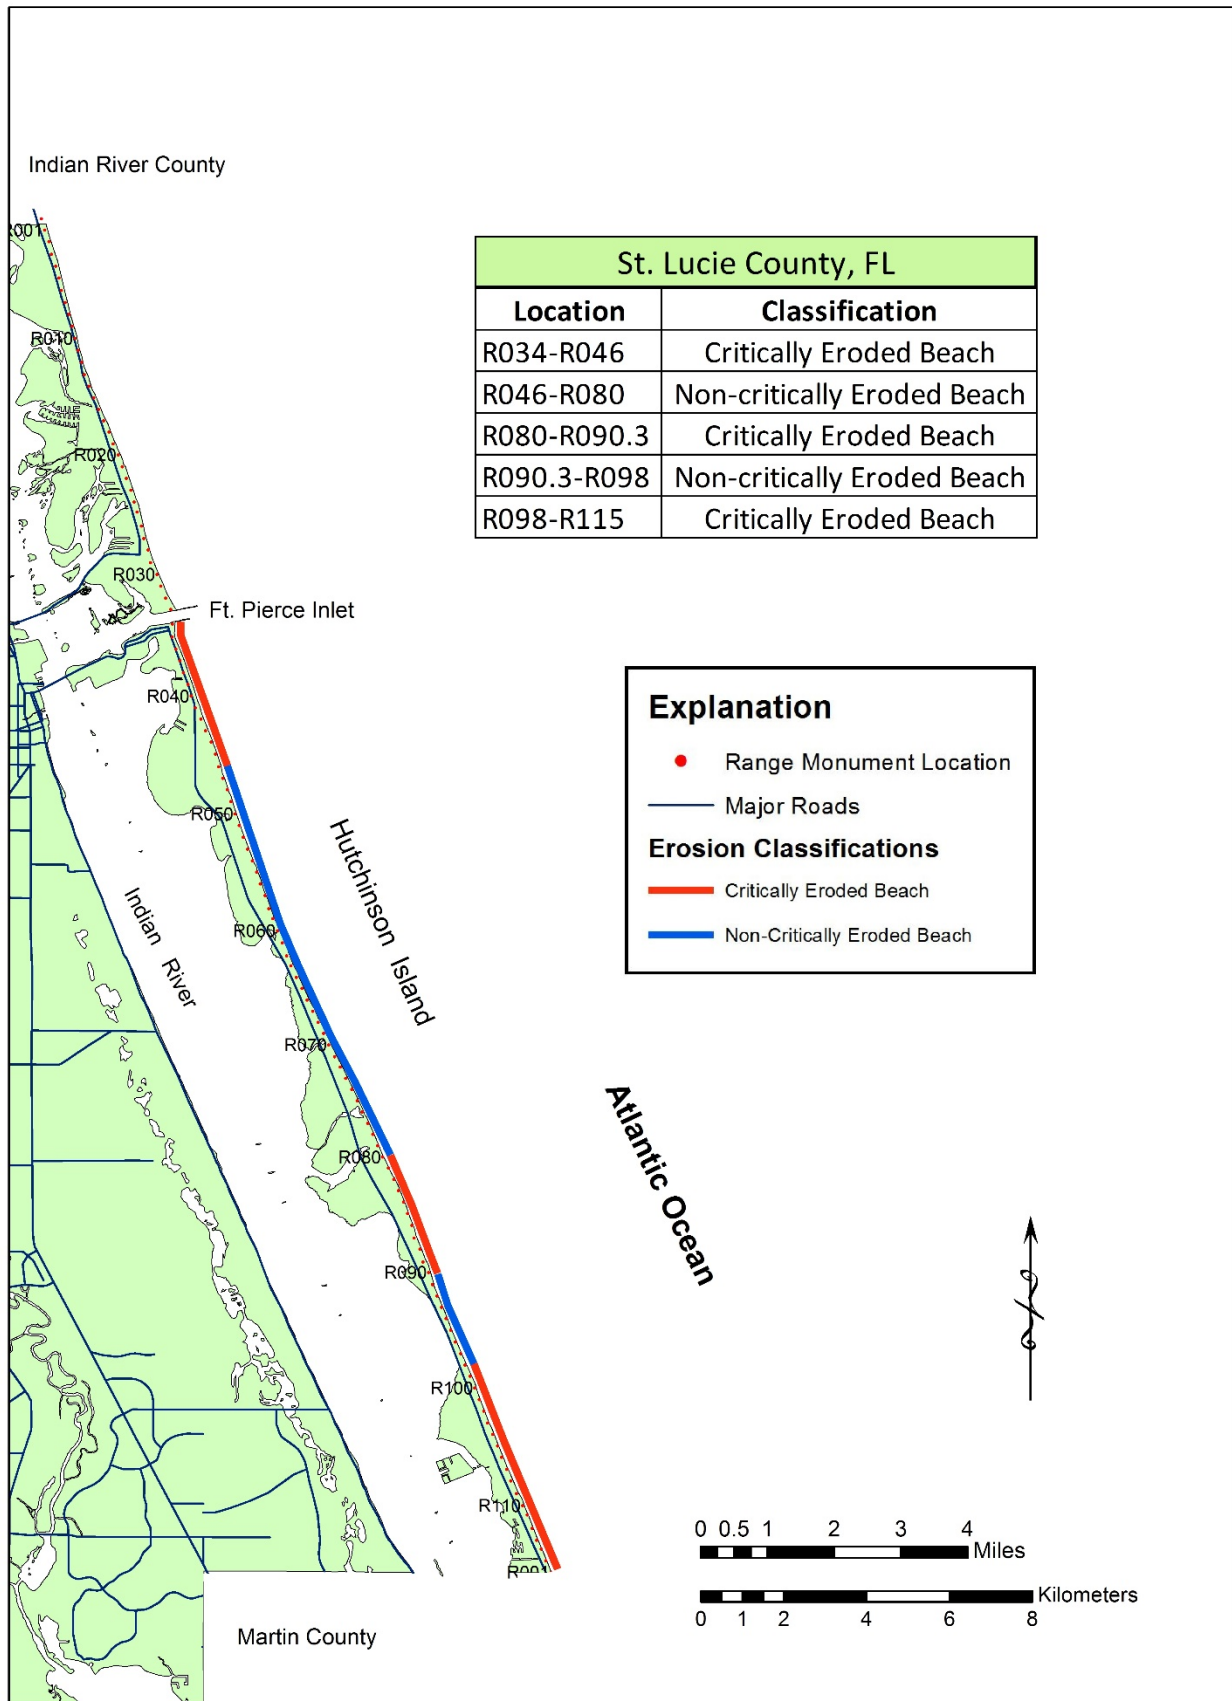 Indian River County
R001
St. Lucie County, FL
Location Classification
R034-R046 Critically Eroded Beach
R046-R080 Non-critically Eroded Beach
R080-R090.3 Critically Eroded Beach
R090.3-R098 Non-critically Eroded Beach
R098-R115 Critically Eroded Beach
R010
R020
R030
Ft. Pierce Inlet
R040
R050
R060
R070
R080
R090
R100
R110
R001
Indian River
Hutchinson Island
Atlantic Ocean
Explanation
Range Monument Location
Major Roads
Erosion Classifications
Critically Eroded Beach
Non-Critically Eroded Beach
0 0.5 1 2 3 4
Miles
Kilometers
0 1 2 4 6 8
Martin County